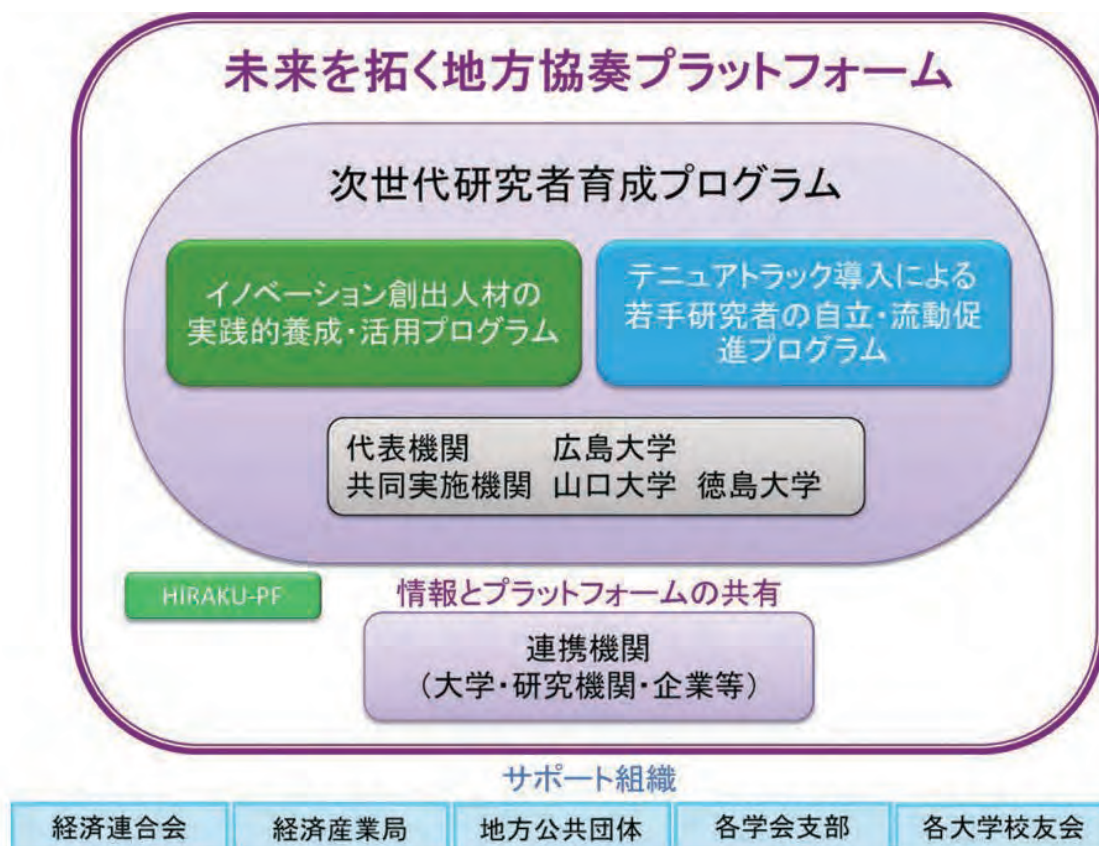 未来を拓く地方協奏プラットフォーム
次世代研究者育成プログラム
イノベーション創出人材の
実践的養成・活用プログラム
テニュアトラック導入による
若手研究者の自立・流動促
進プログラム
代表機関 広島大学
共同実施機関 山口大学 徳島大学
HIRAKU-PF
情報とプラットフォームの共有
連携機関
（大学・研究機関・企業等）
サポート組織
経済連合会
経済産業局
地方公共団体
各学会支部
各大学校友会